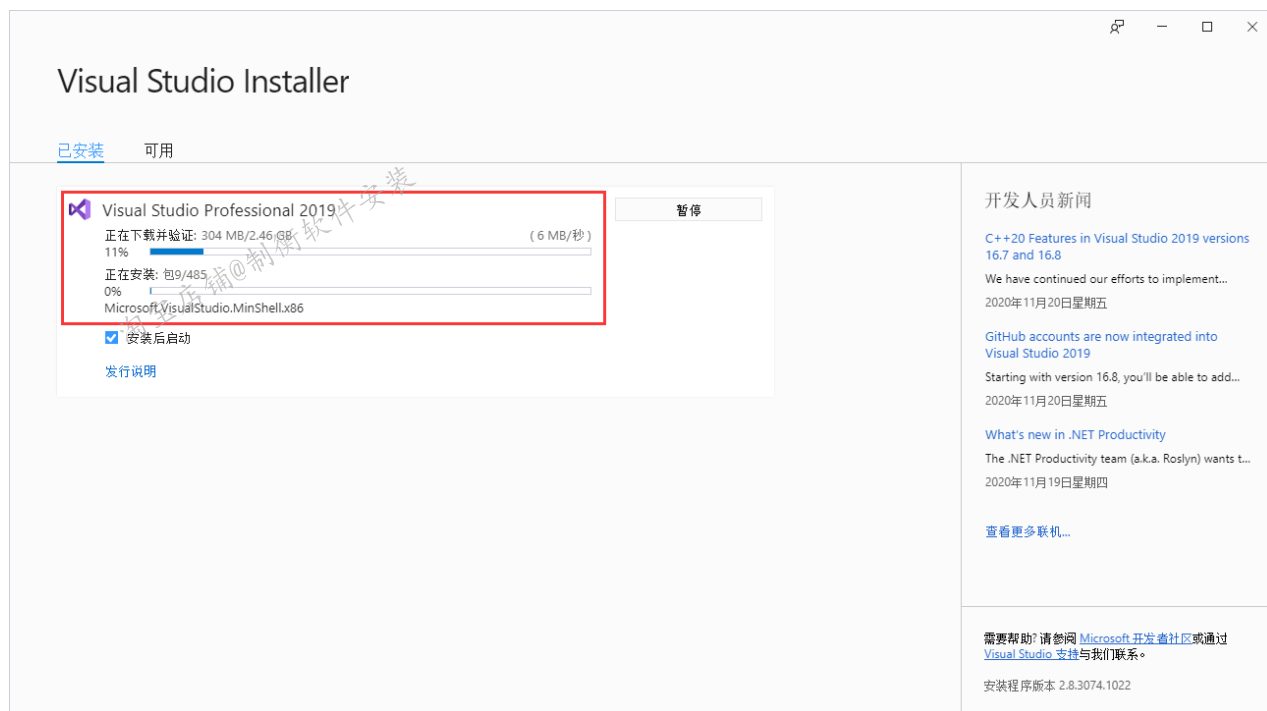 Visual Studio Installer
已安装
可用
Visual Studio Professional 2019
正在下载并验证: 304 MB/2.46 GB
( 6 MB/秒 )
11%
正在安装: 包9/485
0%
Microsoft.VisualStudio.MinShell.x86
安装后启动
发行说明
暂停
淘宝店铺@制衡软件安装
开发人员新闻
C++20 Features in Visual Studio 2019 versions
16.7 and 16.8
We have continued our efforts to implement...
2020年11月20日星期五
GitHub accounts are now integrated into
Visual Studio 2019
Starting with version 16.8, you'll be able to add...
2020年11月20日星期五
What's new in .NET Productivity
The .NET Productivity team (a.k.a. Roslyn) wants t...
2020年11月19日星期四
查看更多联机...
需要帮助? 请参阅 Microsoft 开发者社区或通过
Visual Studio 支持与我们联系。
安装程序版本 2.8.3074.1022